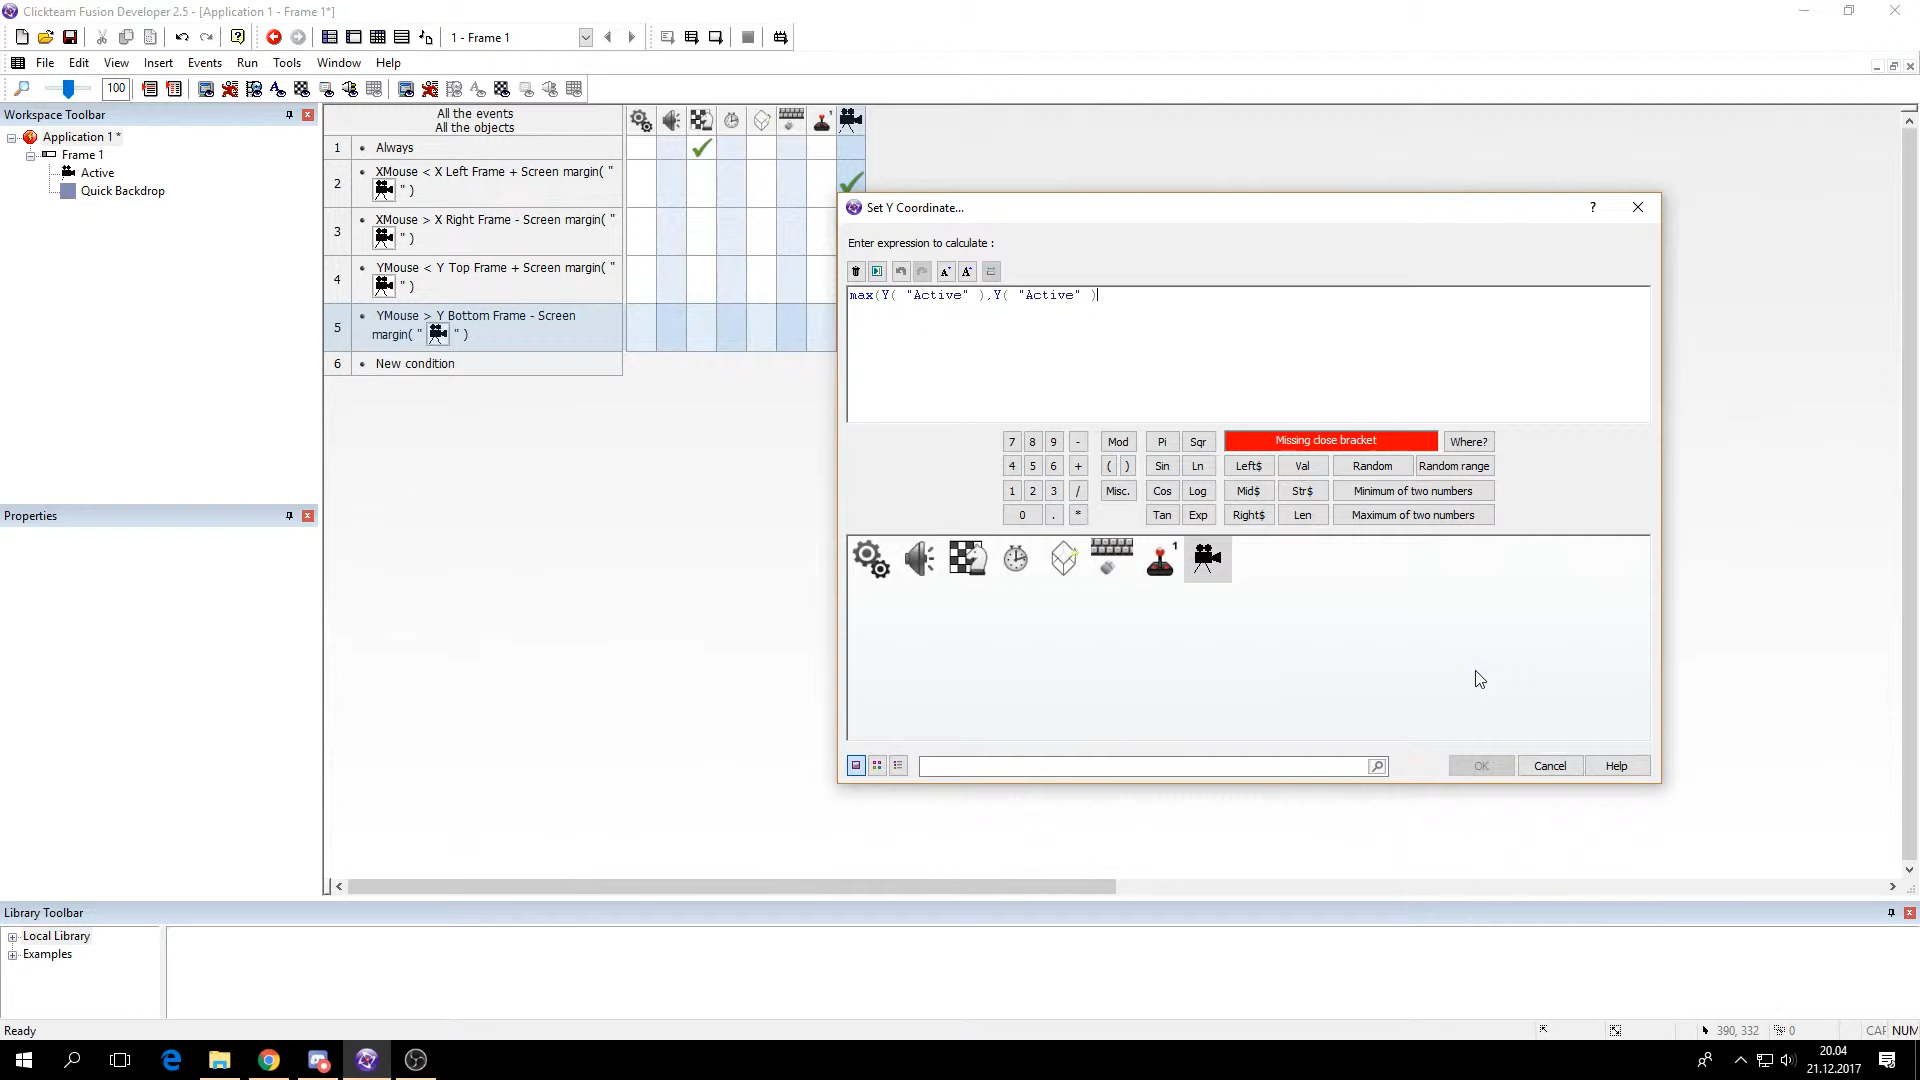 Clickteam Fusion Developer 2.5 - [Application 1 - Frame 1*]
1 - Frame 1
File Edit View Insert Events Run Tools Window Help
100
Workspace Toolbar
Application 1 *
Frame 1
Active
Quick Backdrop
Properties
All the events
All the objects
1 • Always
2 • XMouse < X Left Frame + Screen margin( "
" )
3 • XMouse > X Right Frame - Screen margin( "
" )
4 • YMouse < Y Top Frame + Screen margin( "
" )
5 • YMouse > Y Bottom Frame - Screen
margin( " " )
6 • New condition
1
Set Y Coordinate...
?
Enter expression to calculate :
A A
max(Y( "Active" ),Y( "Active" )
7 8 9 - Mod Pi Sqr Missing close bracket Where?
4 5 6 + ( ) Sin Ln Left$ Val Random Random range
1 2 3 / Misc. Cos Log Mid$ Str$ Minimum of two numbers
0 . * Tan Exp Right$ Len Maximum of two numbers
1
OK Cancel Help
Library Toolbar
Local Library
Examples
Ready
390, 332
0
CAP NUM
20.04
21.12.2017